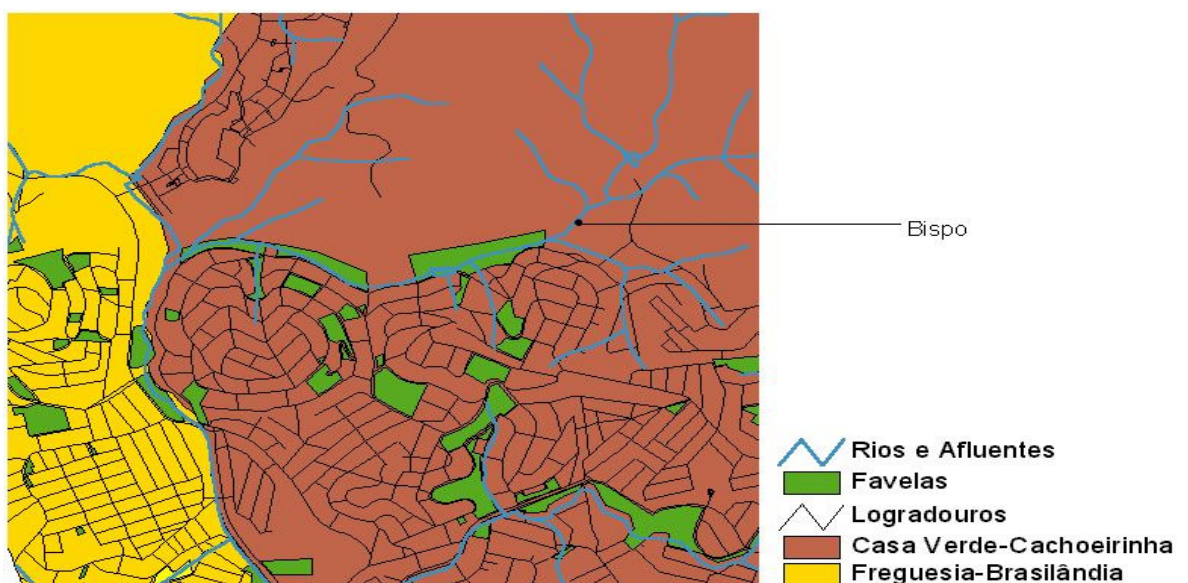 Bispo
Rios e Afluentes
Favelas
Logradouros
Casa Verde-Cachoeirinha
Freguesia-Brasilândia